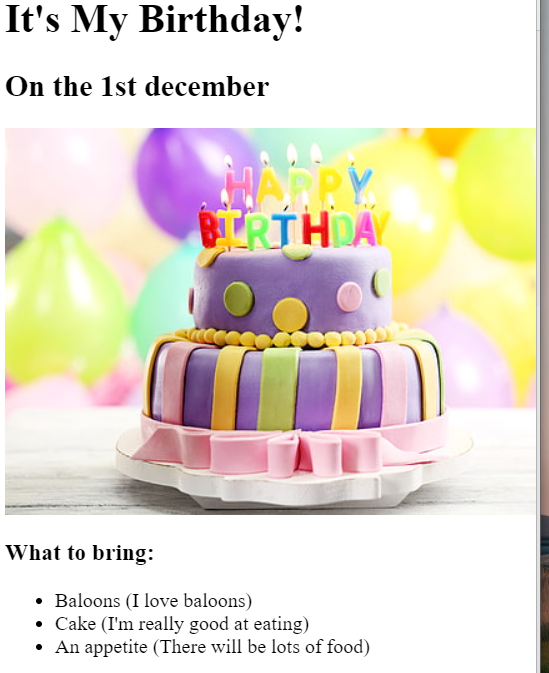 It's My Birthday!
On the 1st december
HAPPY
BIRTHDAY
What to bring:
Baloons (I love baloons)
Cake (I'm really good at eating)
An appetite (There will be lots of food)